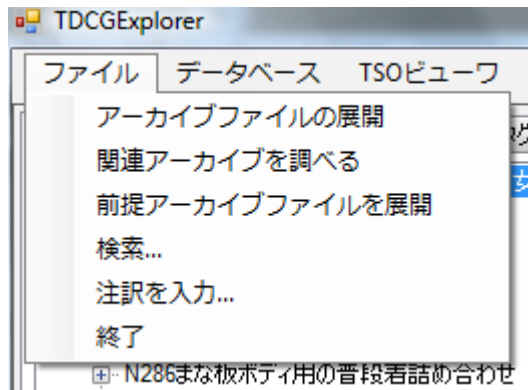 TDCGExplorer
ファイル データベース TSOビューワ
アーカイブファイルの展開
関連アーカイブを調べる
前提アーカイブファイルを展開
検索...
注訳を入力...
終了
N286まな板ボディ用の普段着詰め合わせ